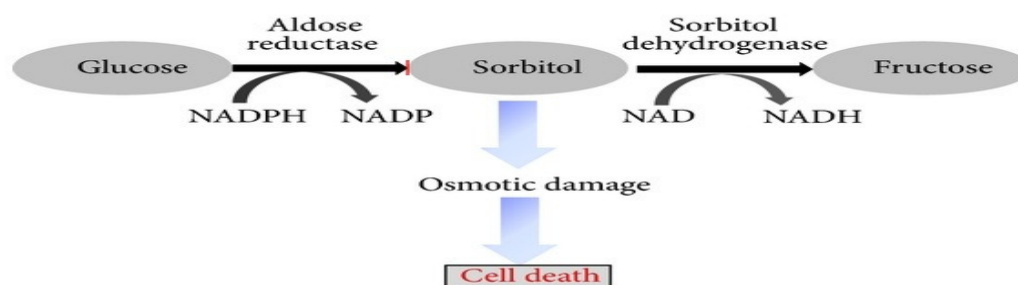 Aldose
reductase
Sorbitol
dehydrogenase
Glucose
Sorbitol
Fructose
NADPH
NADP
NAD
NADH
Osmotic damage
Cell death